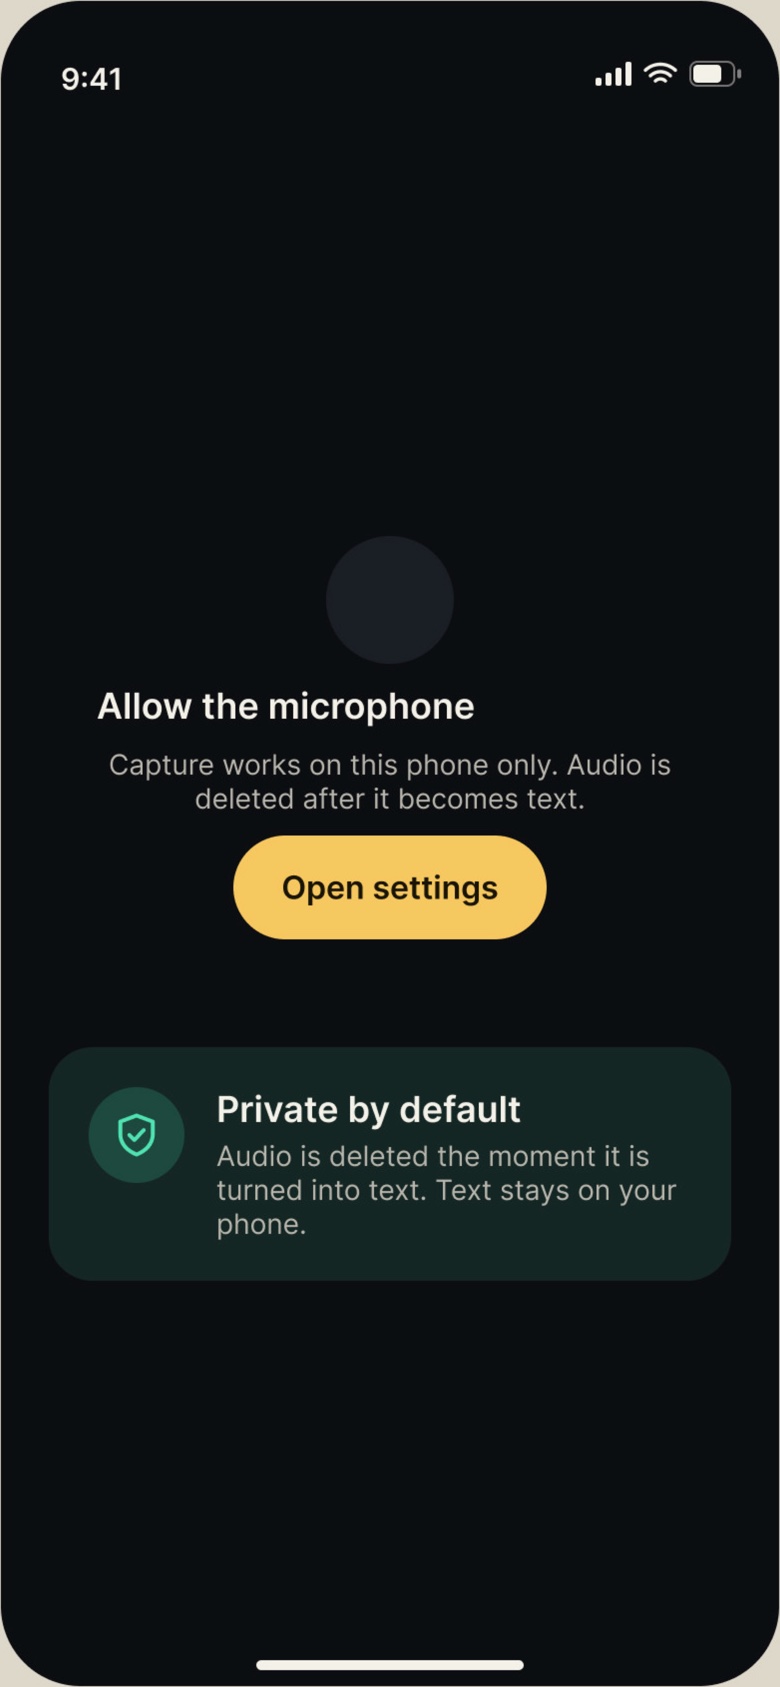 9:41
Allow the microphone
Capture works on this phone only. Audio is
deleted after it becomes text.
Open settings
Private by default
Audio is deleted the moment it is
turned into text. Text stays on your
phone.